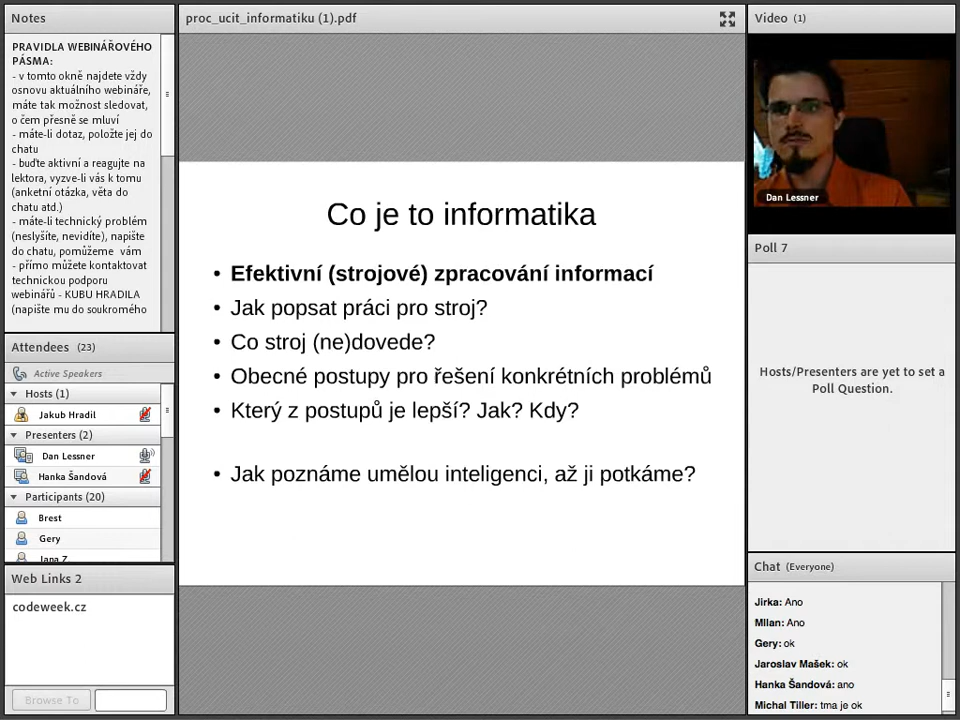 Notes
PRAVIDLA WEBINÁŘOVÉHO
PÁSMA:
- v tomto okně najdete vždy
osnovu aktuálního webináře,
máte tak možnost sledovat,
o čem přesně se mluví
- máte-li dotaz, položte jej do
chatu
- buďte aktivní a reagujte na
lektora, vyzve-li vás k tomu
(anketní otázka, věta do
chatu atd.)
- máte-li technický problém
(neslyšíte, nevidíte), napište
do chatu, pomůžeme vám
- přímo můžete kontaktovat
technickou podporu
webinářů - KUBU HRADILA
(napište mu do soukromého
Attendees (23)
Active Speakers
Hosts (1)
Jakub Hradil
Presenters (2)
Dan Lessner
Hanka Šandová
Participants (20)
Brest
Gery
Jana Z
Web Links 2
codeweek.cz
Browse To
proc_ucit_informatiku (1).pdf
Co je to informatika
• Efektivní (strojové) zpracování informací
• Jak popsat práci pro stroj?
• Co stroj (ne)dovede?
• Obecné postupy pro řešení konkrétních problémů
• Který z postupů je lepší? Jak? Kdy?
• Jak poznáme umělou inteligenci, až ji potkáme?
Video (1)
Dan Lessner
Poll 7
Hosts/Presenters are yet to set a
Poll Question.
Chat (Everyone)
Jirka: Ano
Milan: Ano
Gery: ok
Jaroslav Mašek: ok
Hanka Šandová: ano
Michal Tiller: tma je ok